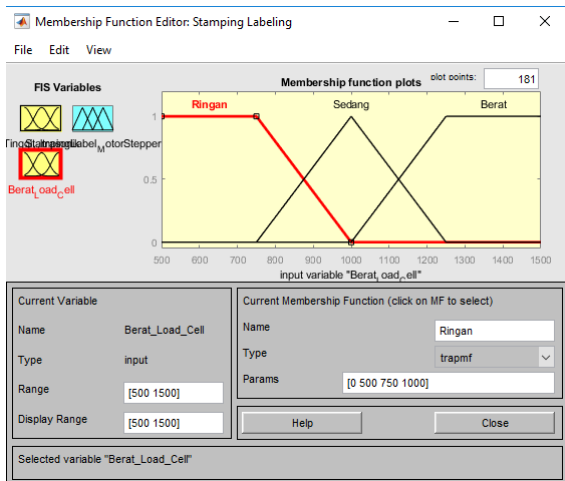 Membership Function Editor: Stamping Labeling
File Edit View
FIS Variables
Membership function plots
plot points:
181
Ringan
Sedang
Berat
MotorStepper
BeratLoadCell
1
0.5
0
500 600 700 800 900 1000 1100 1200 1300 1400 1500
input variable "BeratLoadCell"
Current Variable
Name Berat_Load_Cell
Type input
Range [500 1500]
Display Range [500 1500]
Current Membership Function (click on MF to select)
Name Ringan
Type trapmf
Params [0 500 750 1000]
Help Close
Selected variable "Berat_Load_Cell"